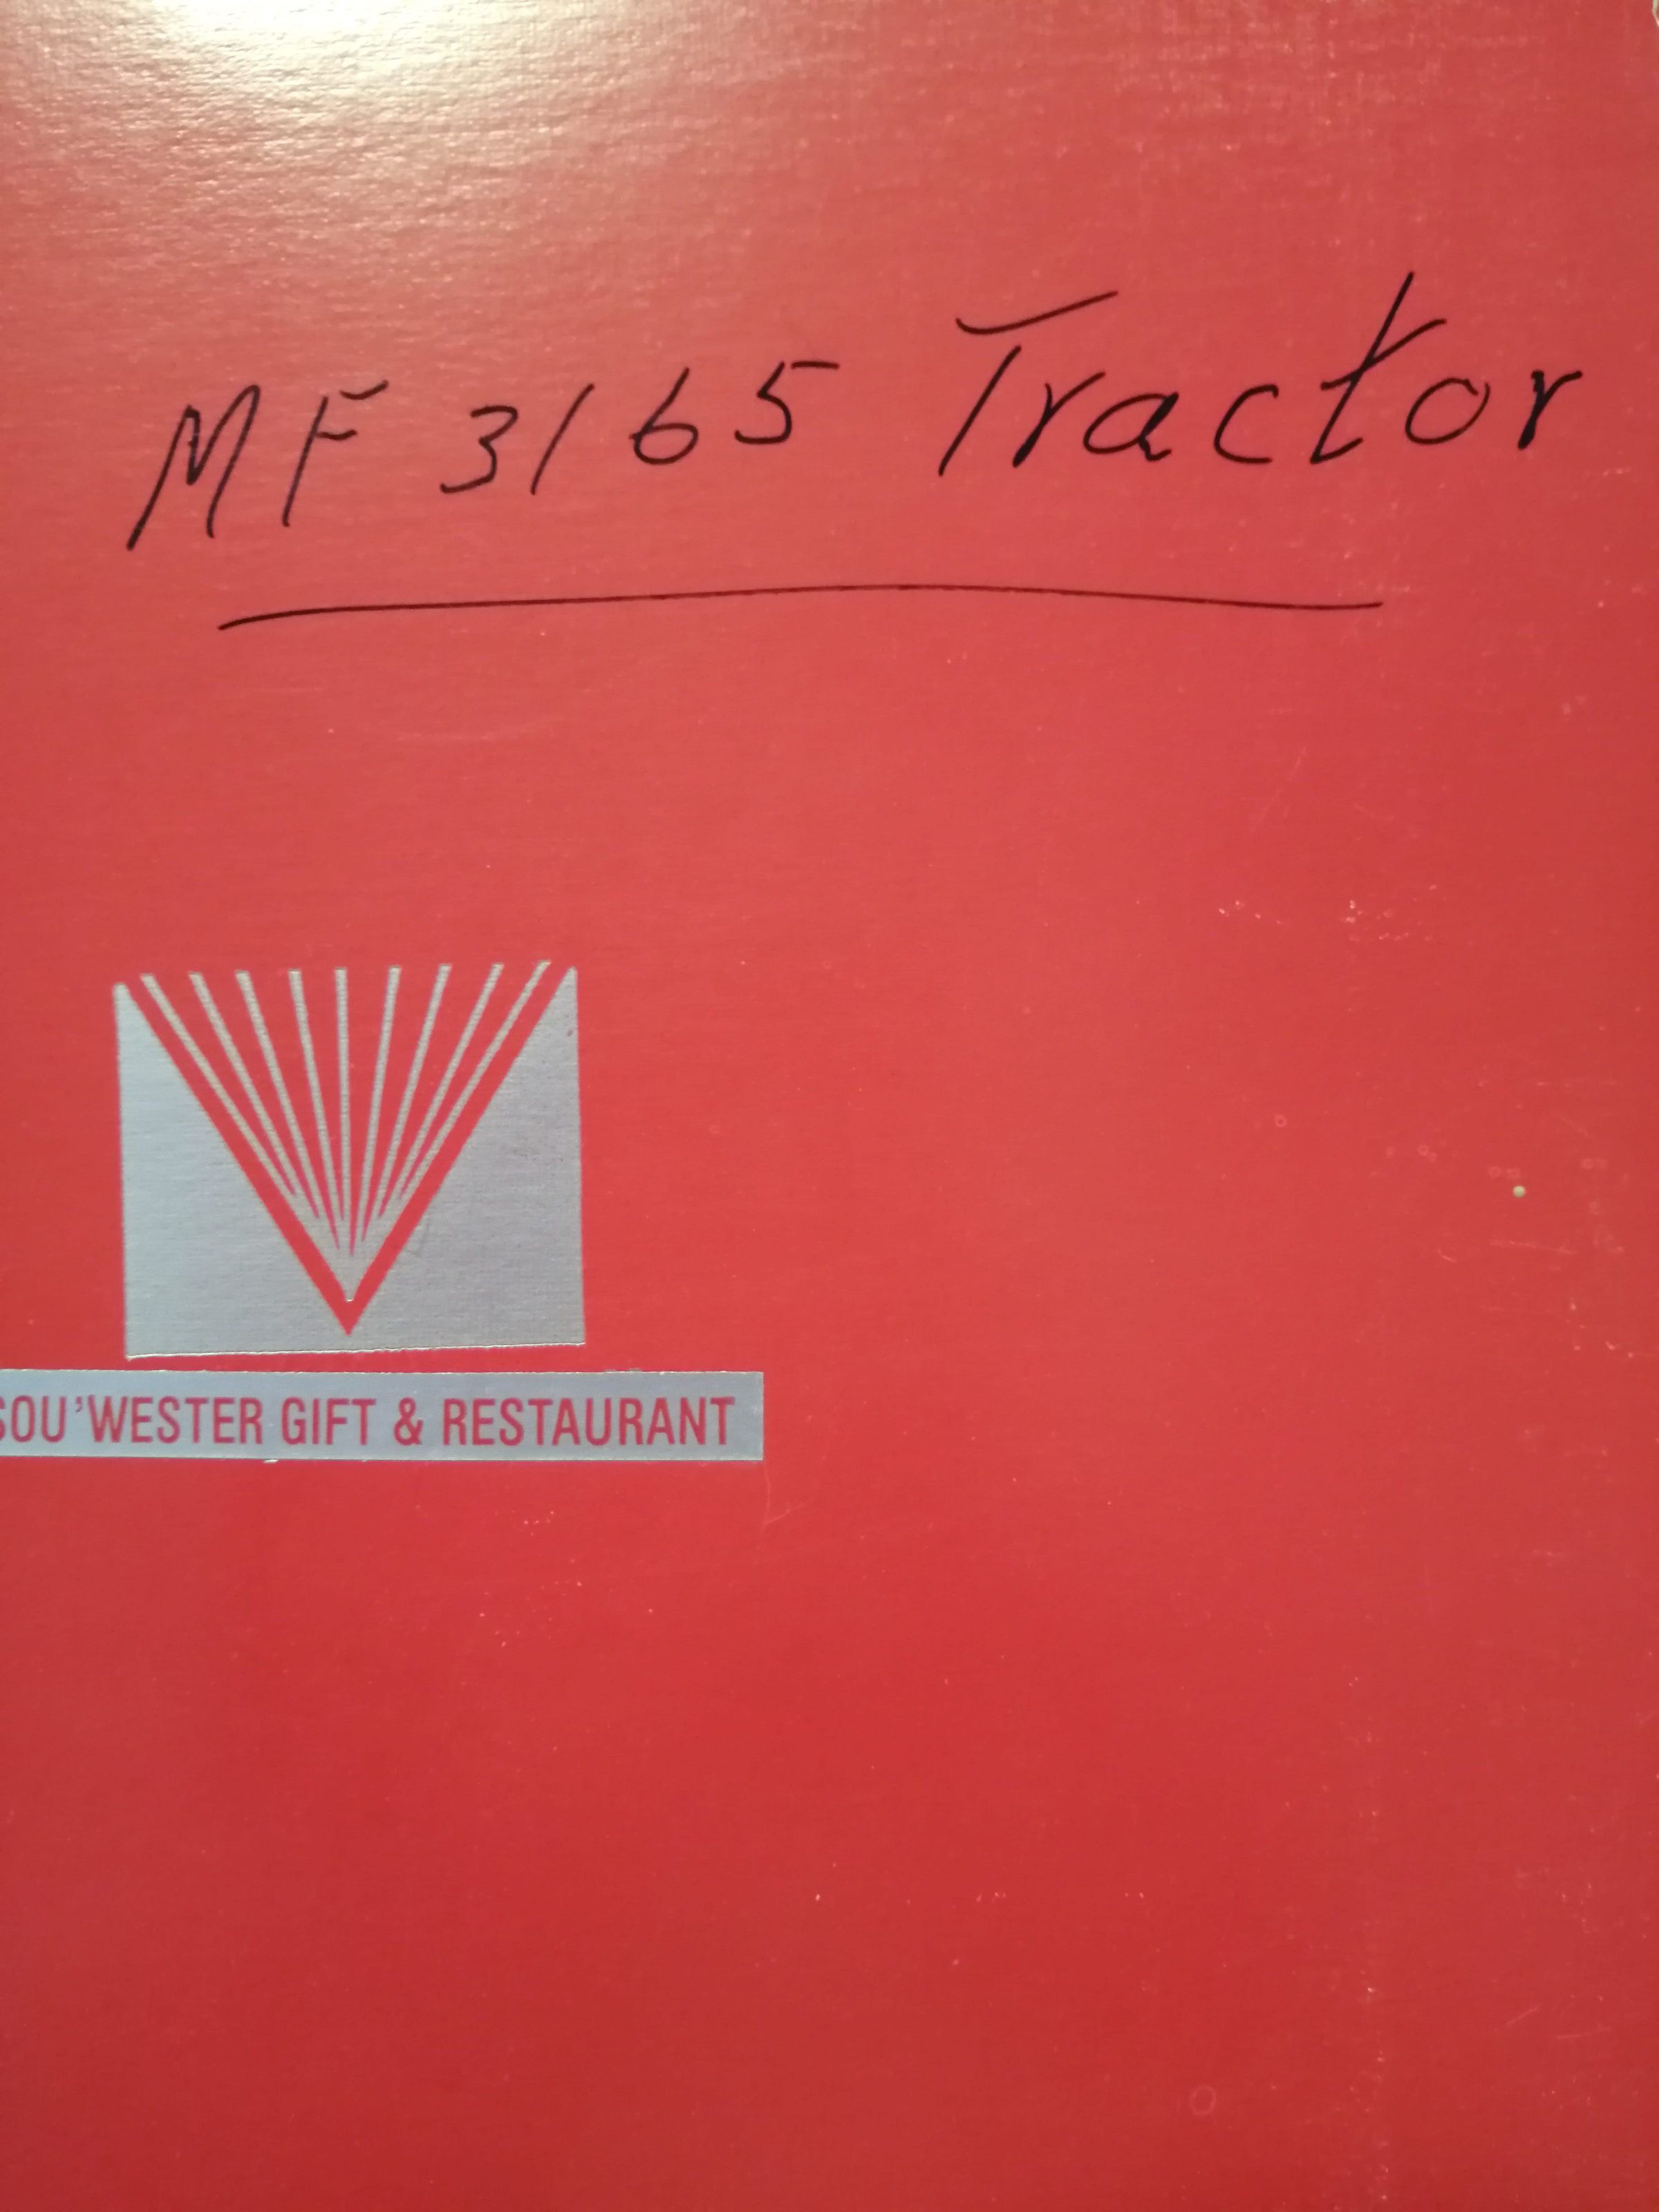 MF 3165 Tractor
SOU'WESTER GIFT & RESTAURANT